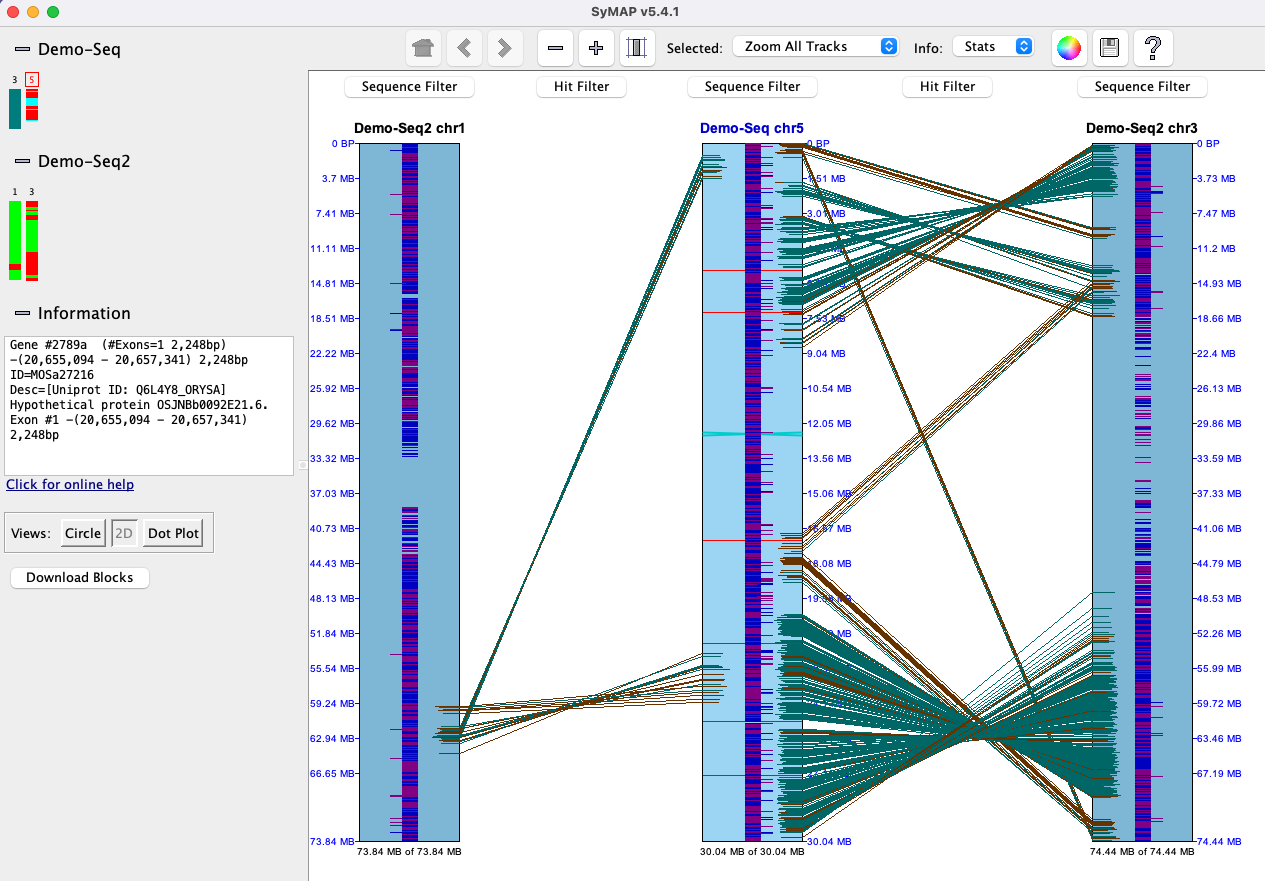 SyMAP v5.4.1
Demo-Seq
3 5
Demo-Seq2
1 3
Information
Gene #2789a (#Exons=1 2,248bp)
-(20,655,094 - 20,657,341) 2,248bp
ID=MOSa27216
Desc=[Uniprot ID: Q6L4Y8_ORYSA]
Hypothetical protein OSJNBb0092E21.6.
Exon #1 -(20,655,094 - 20,657,341)
2,248bp
Click for online help
Views: Circle 2D Dot Plot
Download Blocks
Selected: Zoom All Tracks Info: Stats ?
Sequence Filter Hit Filter Sequence Filter Hit Filter Sequence Filter
Demo-Seq2 chr1 Demo-Seq chr5 Demo-Seq2 chr3
0 BP 0 BP 0 BP
3.7 MB 1.51 MB 3.73 MB
7.41 MB 3.01 MB 7.47 MB
11.11 MB 11.2 MB
14.81 MB 14.93 MB
18.51 MB 7.53 MB 18.66 MB
22.22 MB 9.04 MB 22.4 MB
25.92 MB 10.54 MB 26.13 MB
29.62 MB 12.05 MB 29.86 MB
33.32 MB 13.56 MB 33.59 MB
37.03 MB 15.06 MB 37.33 MB
40.73 MB 41.06 MB
44.43 MB 18.08 MB 44.79 MB
48.13 MB 48.53 MB
51.84 MB 52.26 MB
55.54 MB 55.99 MB
59.24 MB 59.72 MB
62.94 MB 63.46 MB
66.65 MB 67.19 MB
73.84 MB 30.04 MB 74.44 MB
73.84 MB of 73.84 MB 30.04 MB of 30.04 MB 74.44 MB of 74.44 MB